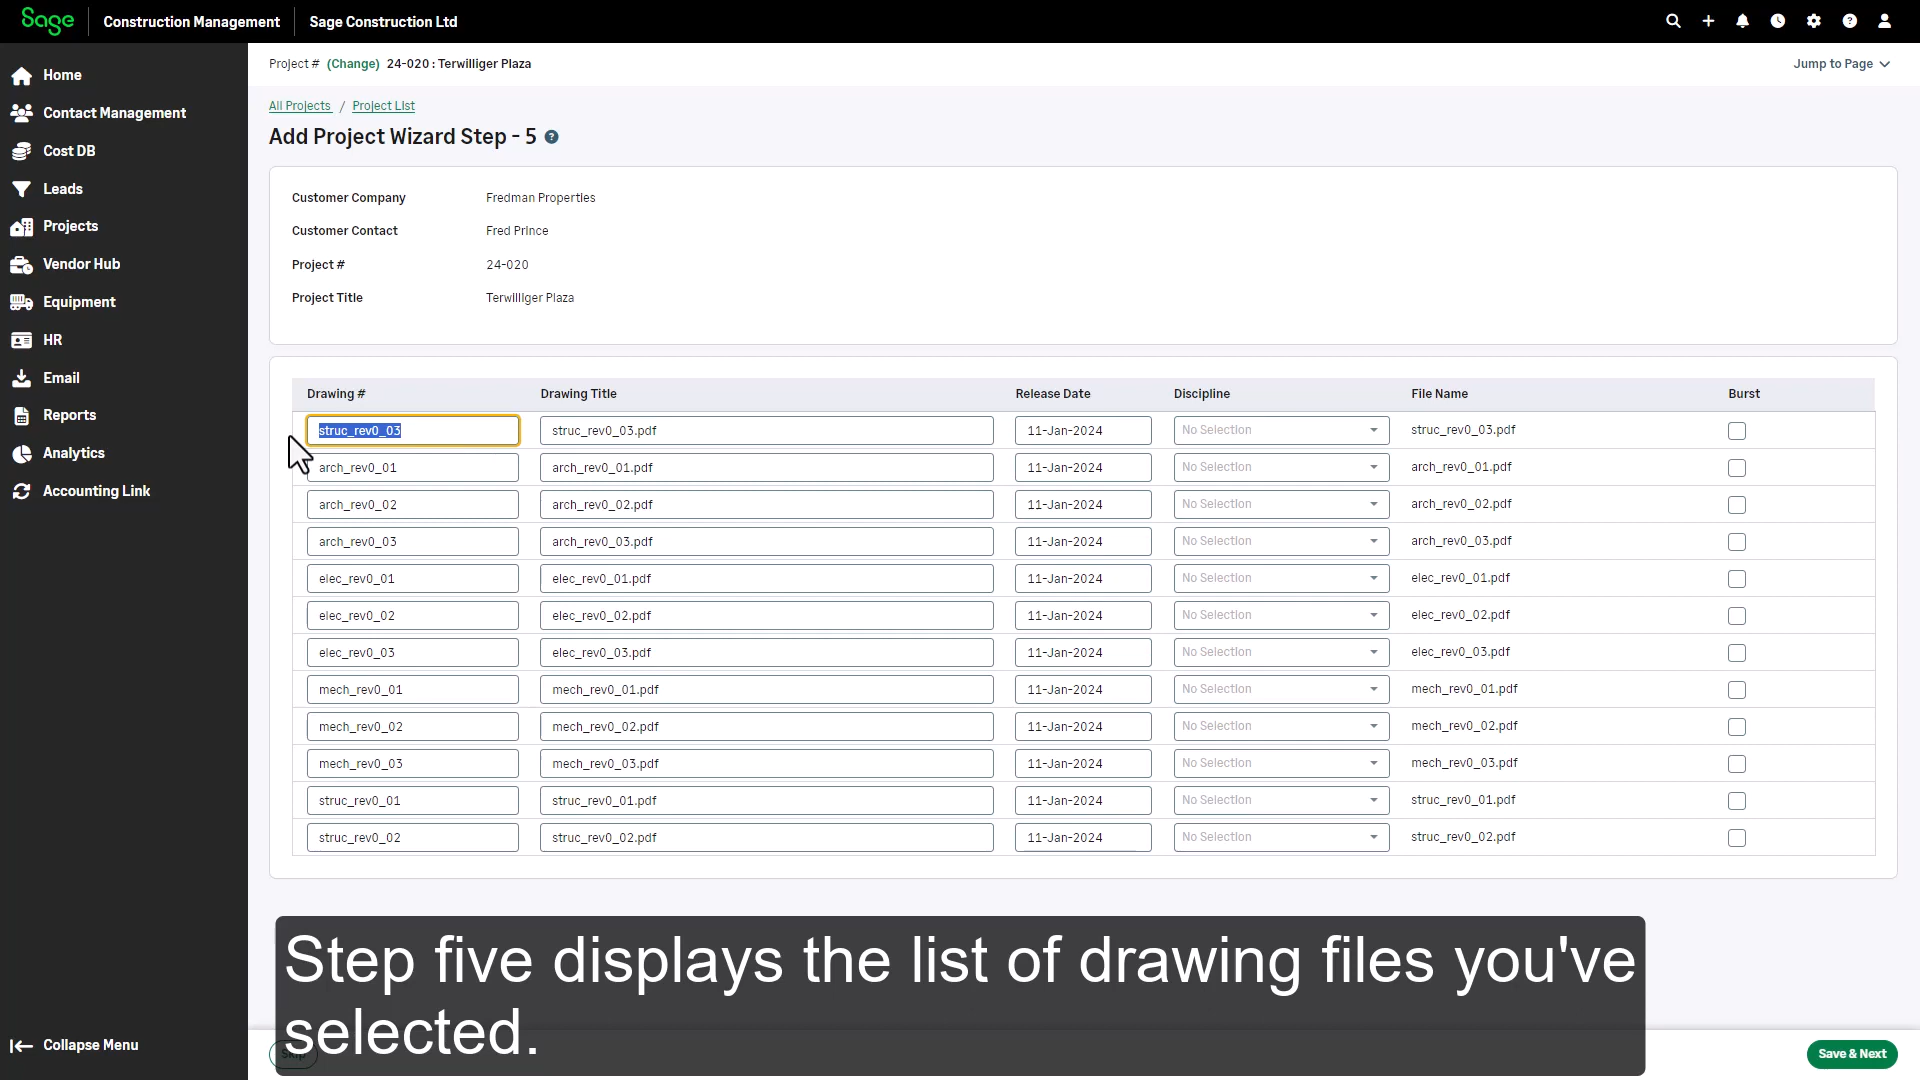 Sage Construction Management Sage Construction Ltd
Home
Contact Management
Cost DB
Leads
Projects
Vendor Hub
Equipment
HR
Email
Reports
Analytics
Accounting Link
Collapse Menu
Project # (Change) 24-020 : Terwilliger Plaza Jump to Page
All Projects / Project List
Add Project Wizard Step - 5 ?
Customer Company Fredman Properties
Customer Contact Fred Prince
Project # 24-020
Project Title Terwilliger Plaza
Drawing # Drawing Title Release Date Discipline File Name Burst
struc_rev0_03 struc_rev0_03.pdf 11-Jan-2024 No Selection struc_rev0_03.pdf
arch_rev0_01 arch_rev0_01.pdf 11-Jan-2024 No Selection arch_rev0_01.pdf
arch_rev0_02 arch_rev0_02.pdf 11-Jan-2024 No Selection arch_rev0_02.pdf
arch_rev0_03 arch_rev0_03.pdf 11-Jan-2024 No Selection arch_rev0_03.pdf
elec_rev0_01 elec_rev0_01.pdf 11-Jan-2024 No Selection elec_rev0_01.pdf
elec_rev0_02 elec_rev0_02.pdf 11-Jan-2024 No Selection elec_rev0_02.pdf
elec_rev0_03 elec_rev0_03.pdf 11-Jan-2024 No Selection elec_rev0_03.pdf
mech_rev0_01 mech_rev0_01.pdf 11-Jan-2024 No Selection mech_rev0_01.pdf
mech_rev0_02 mech_rev0_02.pdf 11-Jan-2024 No Selection mech_rev0_02.pdf
mech_rev0_03 mech_rev0_03.pdf 11-Jan-2024 No Selection mech_rev0_03.pdf
struc_rev0_01 struc_rev0_01.pdf 11-Jan-2024 No Selection struc_rev0_01.pdf
struc_rev0_02 struc_rev0_02.pdf 11-Jan-2024 No Selection struc_rev0_02.pdf
Step five displays the list of drawing files you've
selected.
Skip
Save & Next